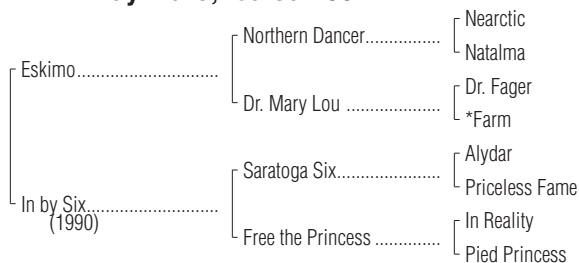 Nearctic
Northern Dancer
Natalma
Eskimo
Dr. Fager
Dr. Mary Lou
*Farm
Alydar
Saratoga Six
Priceless Fame
In by Six
(1990)
In Reality
Free the Princess
Pied Princess